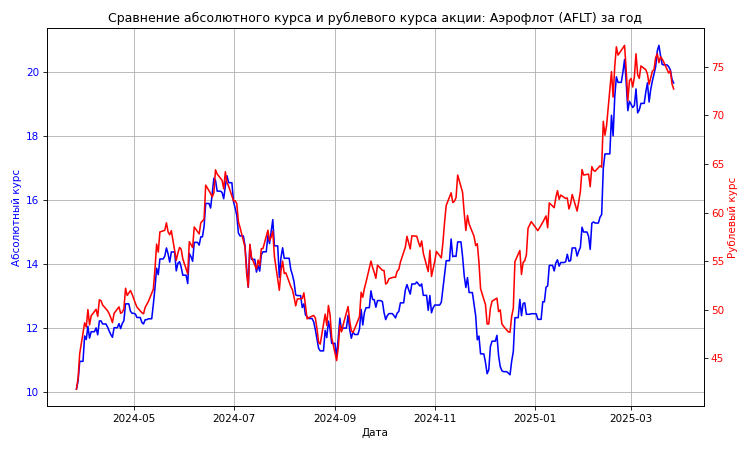 Сравнение абсолютного курса и рублевого курса акции: Аэрофлот (AFLT) за год
Абсолютный курс
20
18
16
14
12
10
75
70
65
60
55
50
45
Рублевый курс
2024-05 2024-07 2024-09 2024-11 2025-01 2025-03
Дата